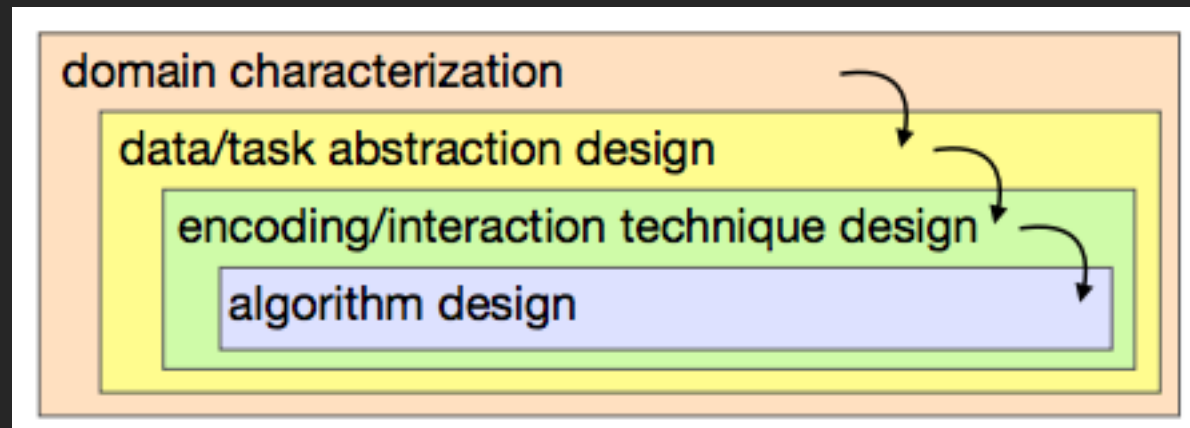 domain characterization
data/task abstraction design
encoding/interaction technique design
algorithm design